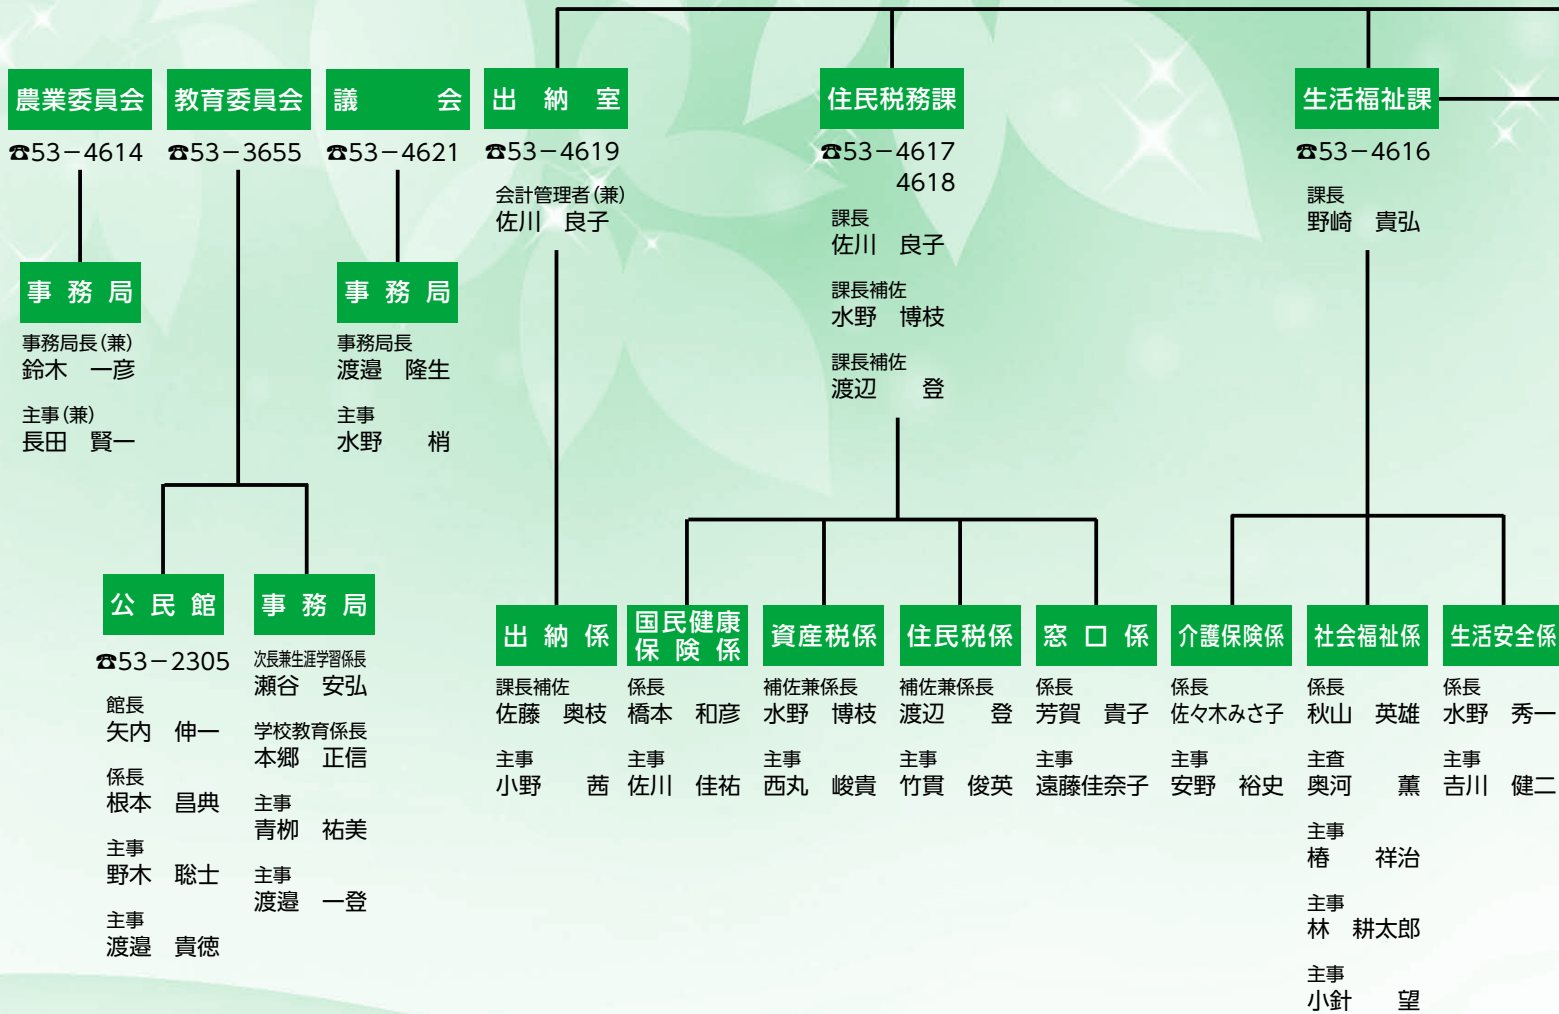 農業委員会
☎53−4614
事務局
事務局長(兼)
鈴木　一彦
主事(兼)
長田　賢一
教育委員会
☎53−3655
公民館
☎53−2305
館長
矢内　伸一
係長
根本　昌典
主事
野木　聡士
主事
渡邉　貴徳
事務局
次長兼生涯学習係長
瀬谷　安弘
学校教育係長
本郷　正信
主事
青栁　祐美
主事
渡邉　一登
議　会
☎53−4621
事務局
事務局長
渡邉　隆生
主事
水野　梢
出納室
☎53−4619
会計管理者(兼)
佐川　良子
出納係
課長補佐
佐藤　奥枝
主事
小野　茜
住民税務課
☎53−4617
4618
課長
佐川　良子
課長補佐
水野　博枝
課長補佐
渡辺　登
国民健康
保険係
係長
橋本　和彦
主事
佐川　佳祐
資産税係
補佐兼係長
水野　博枝
主事
西丸　峻貴
住民税係
補佐兼係長
渡辺　登
主事
竹貫　俊英
窓口係
係長
芳賀　貴子
主事
遠藤佳奈子
生活福祉課
☎53−4616
課長
野崎　貴弘
介護保険係
係長
佐々木みさ子
主事
安野　裕史
社会福祉係
係長
秋山　英雄
主査
奥河　薫
主事
椿　祥治
主事
林　耕太郎
主事
小針　望
生活安全係
係長
水野　秀一
主事
吉川　健二